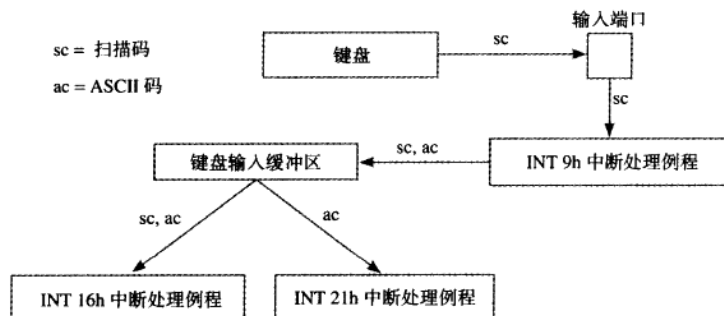 输入端口
sc = 扫描码
键盘
sc
ac = ASCII 码
sc
键盘输入缓冲区
sc, ac
INT 9h 中断处理例程
sc, ac
ac
INT 16h 中断处理例程
INT 21h 中断处理例程